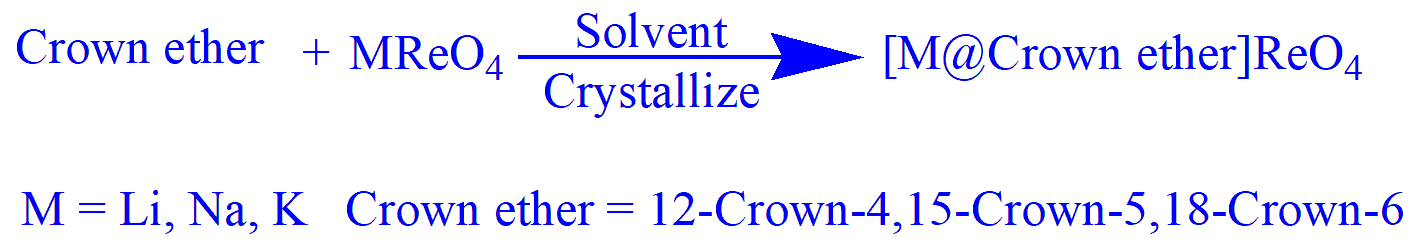 Crown ether + MReO₄ Solvent Crystallize [M@Crown ether]ReO₄
M = Li, Na, K Crown ether = 12-Crown-4,15-Crown-5,18-Crown-6